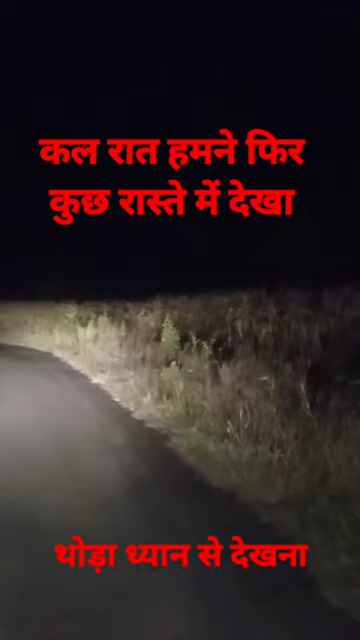 कल रात हमने फिर
कुछ रास्ते में देखा
थोड़ा ध्यान से देखना